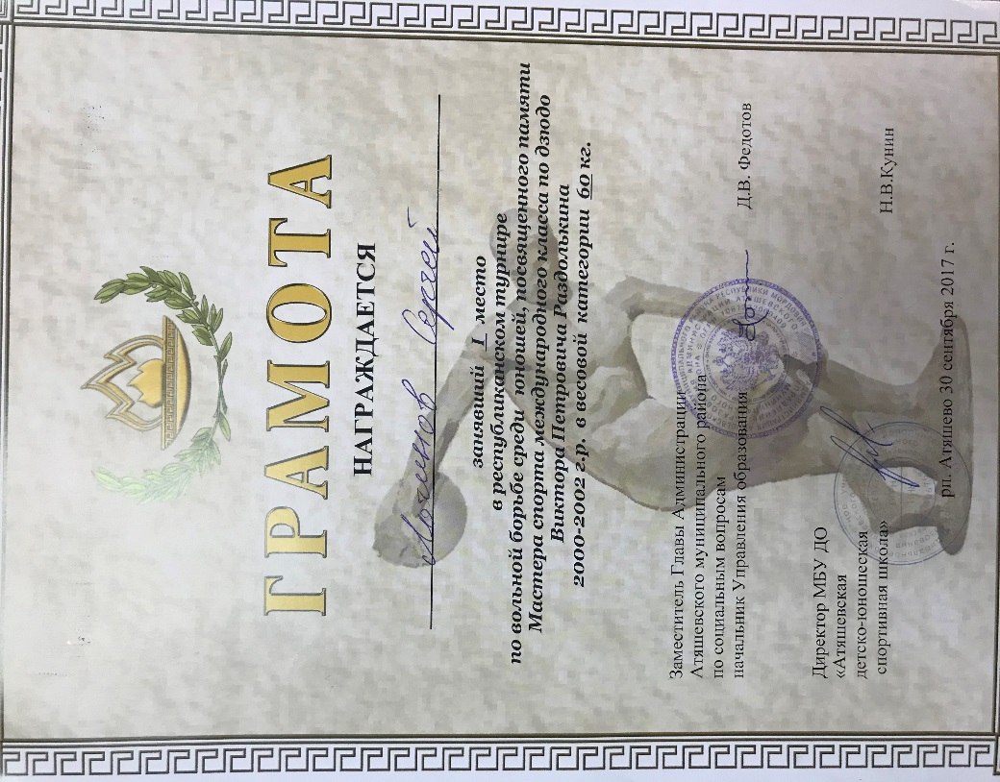 ГРАМОТА
НАГРАЖДАЕТСЯ
Логинов Сергей
занявший I место
в республиканском турнире
по вольной борьбе среди юношей, посвященного памяти
Мастера спорта международного класса по дзюдо
Виктора Петровича Раздолькина
2000-2002 г.р. в весовой категории 60 кг.
Заместитель Главы Администрации
Атяшевского муниципального района
по социальным вопросам
начальник Управления образования Д.В. Федотов
Директор МБУ ДО
«Атяшевская
детско-юношеская
спортивная школа» Н.В.Кунин
рп. Атяшево 30 сентября 2017 г.